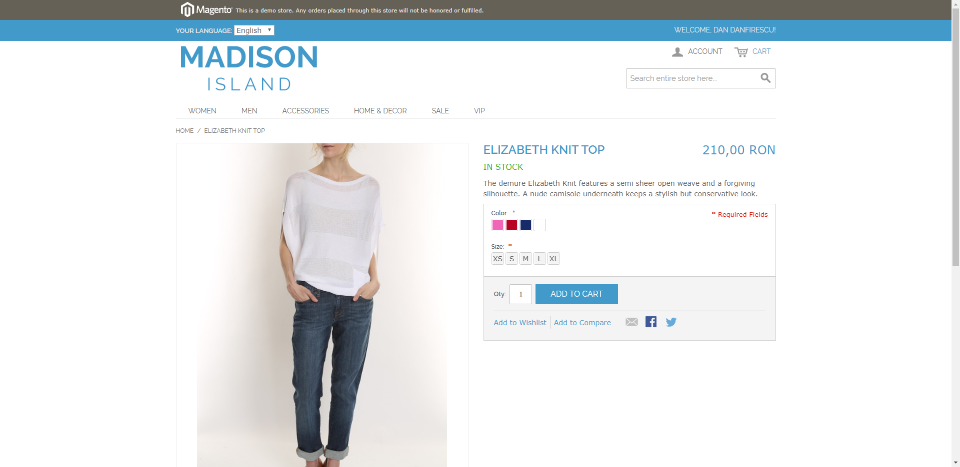 Magento This is a demo store. Any orders placed through this store will not be honored or fulfilled.
YOUR LANGUAGE: English
WELCOME, DAN DANFIRESCU!
MADISON
ISLAND
ACCOUNT CART
Search entire store here...
WOMEN MEN ACCESSORIES HOME & DECOR SALE VIP
HOME / ELIZABETH KNIT TOP
ELIZABETH KNIT TOP 210,00 RON
IN STOCK
The demure Elizabeth Knit features a semi sheer open weave and a forgiving
silhouette. A nude camisole underneath keeps a stylish but conservative look.
Color: *
* Required Fields
Size: *
XS S M L XL
Qty: 1 ADD TO CART
Add to Wishlist Add to Compare